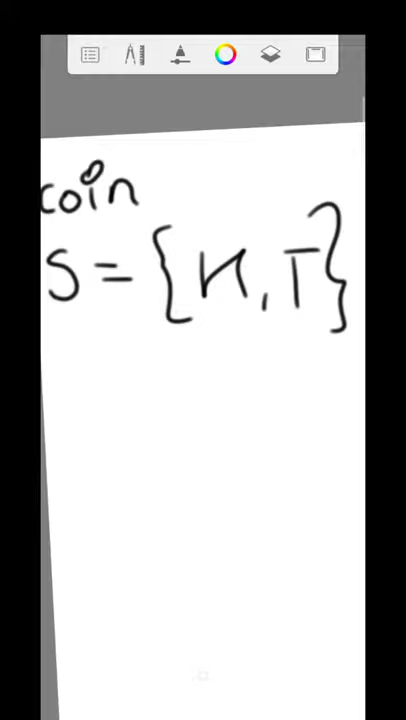 coin
S = {H, T}